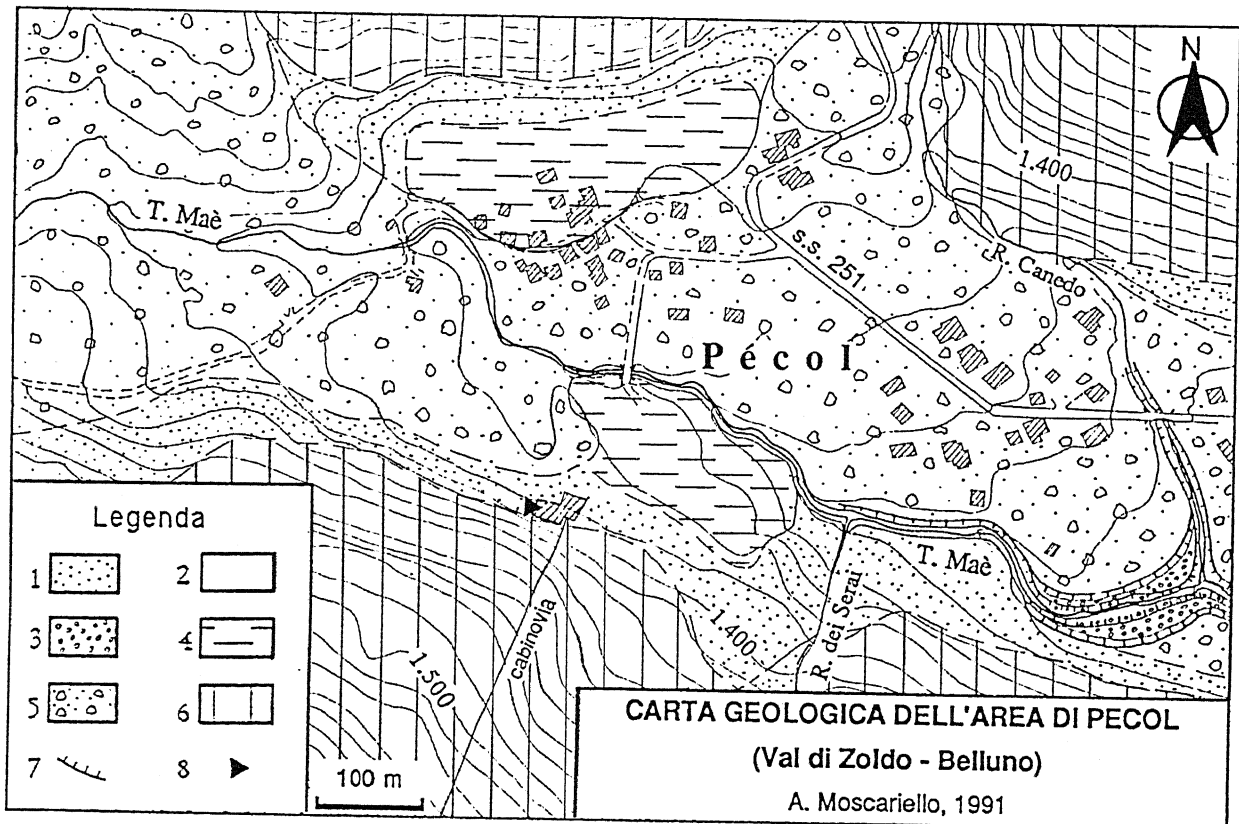 N
1.400
T. Maè
s.s. 251
R. Canedo
Pécol
T. Maè
R. dei Serai
1.400
cabinovia
1.500
Legenda
1 2
3 4
5 6
7 8
100 m
CARTA GEOLOGICA DELL'AREA DI PECOL
(Val di Zoldo - Belluno)
A. Moscariello, 1991